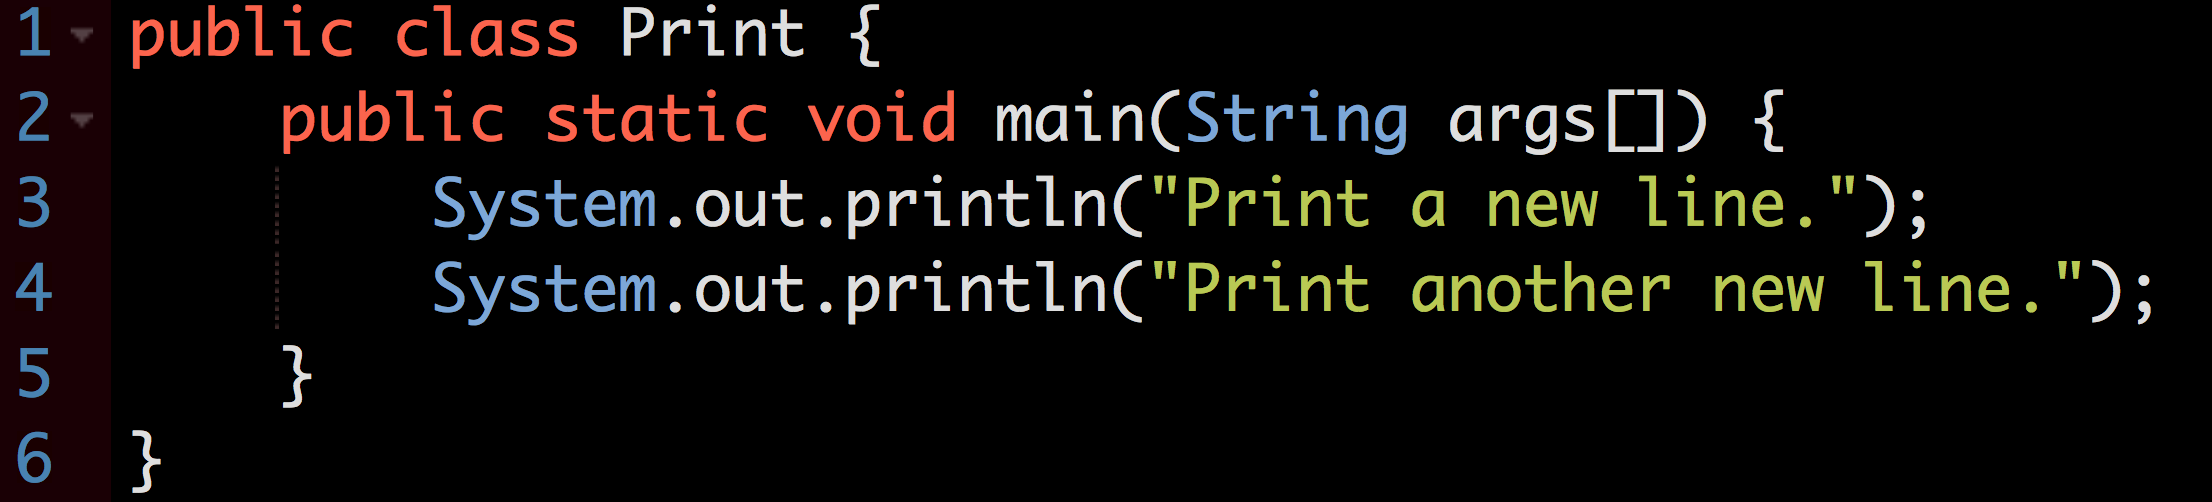 1 public class Print {
2     public static void main(String args[]) {
3         System.out.println("Print a new line.");
4         System.out.println("Print another new line.");
5     }
6 }